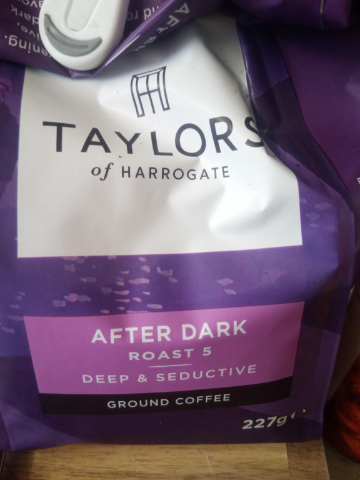 TAYLORS
of HARROGATE
AFTER DARK
ROAST 5
DEEP & SEDUCTIVE
GROUND COFFEE
227g e